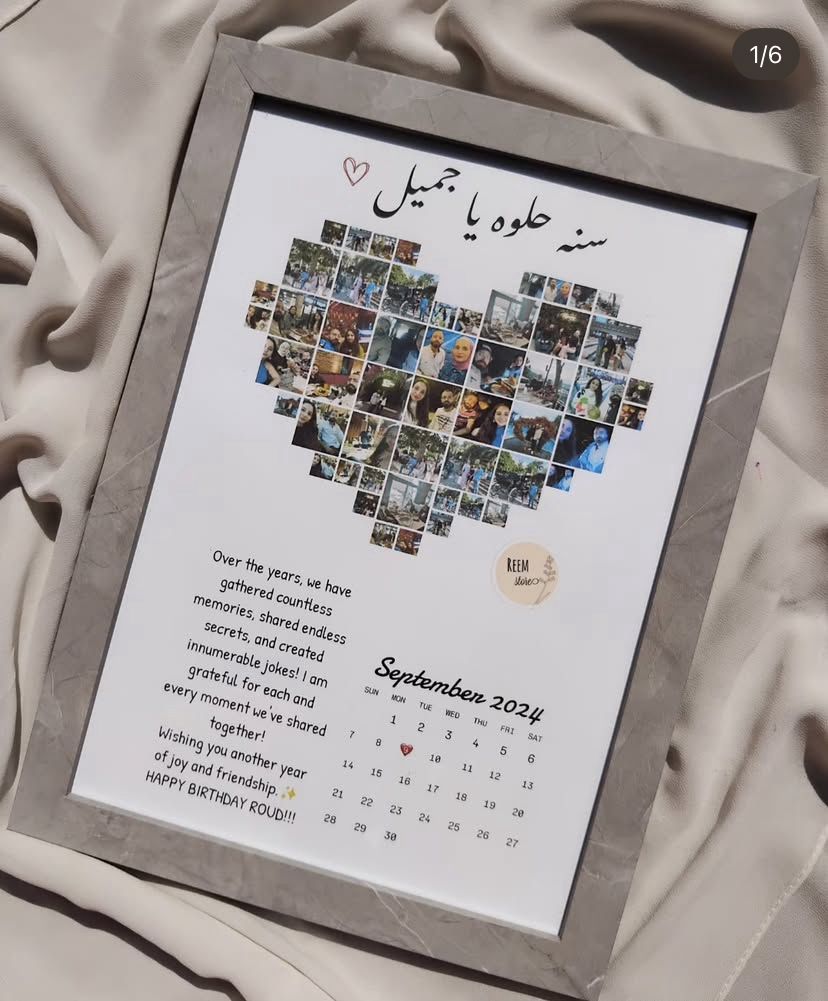 1/6
سنه حلوه يا جميل
REEM
store
Over the years, we have
gathered countless
memories, shared endless
secrets, and created
innumerable jokes! I am
grateful for each and
every moment we've shared
together!
Wishing you another year
of joy and friendship.✨
HAPPY BIRTHDAY ROUD!!!
September 2024
SUN MON TUE WED THU FRI SAT
1 2 3 4 5 6
7 8 10 11 12 13
14 15 16 17 18 19 20
21 22 23 24 25 26 27
28 29 30